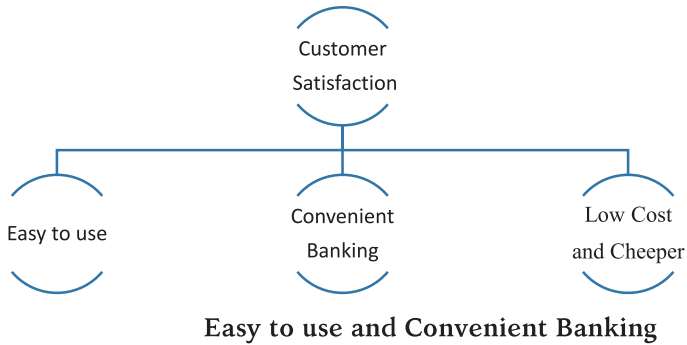 Customer
Satisfaction
Easy to use
Convenient
Banking
Low Cost
and Cheeper
Easy to use and Convenient Banking